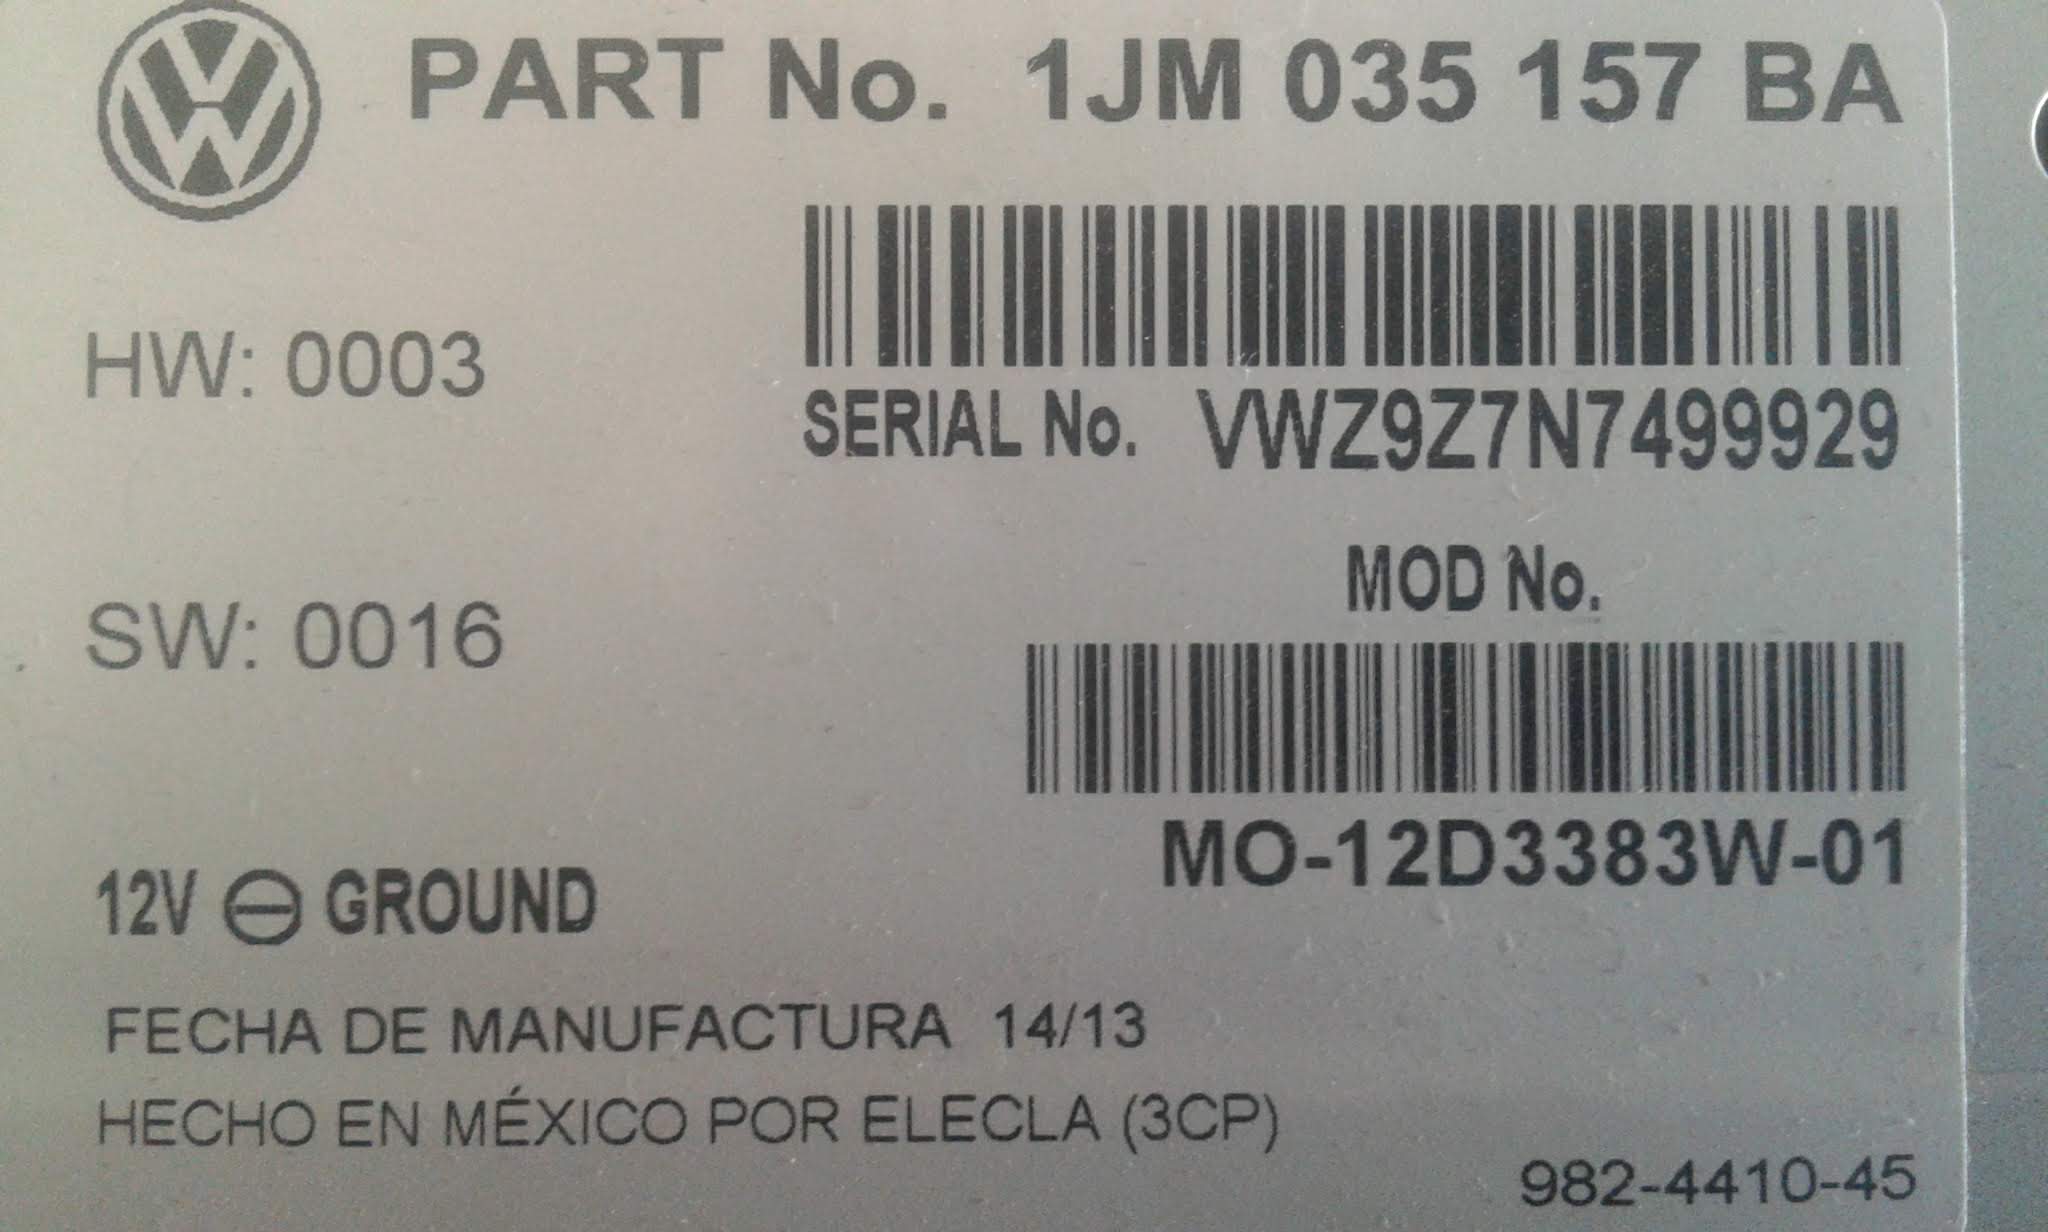 PART No. 1JM 035 157 BA
HW: 0003
SERIAL No. VWZ9Z7N7499929
MOD No.
SW: 0016
MO-12D3383W-01
12V ⊖ GROUND
FECHA DE MANUFACTURA 14/13
HECHO EN MÉXICO POR ELECLA (3CP)
982-4410-45